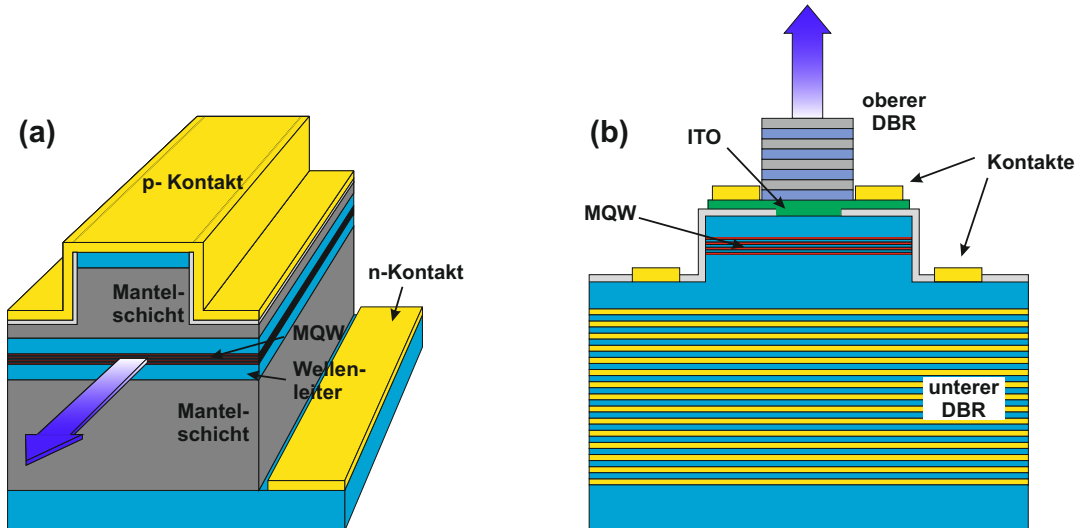 (a)
p- Kontakt
n-Kontakt
Mantel-
schicht
MQW
Wellen-
leiter
Mantel-
schicht
(b)
oberer
DBR
ITO
Kontakte
MQW
unterer
DBR